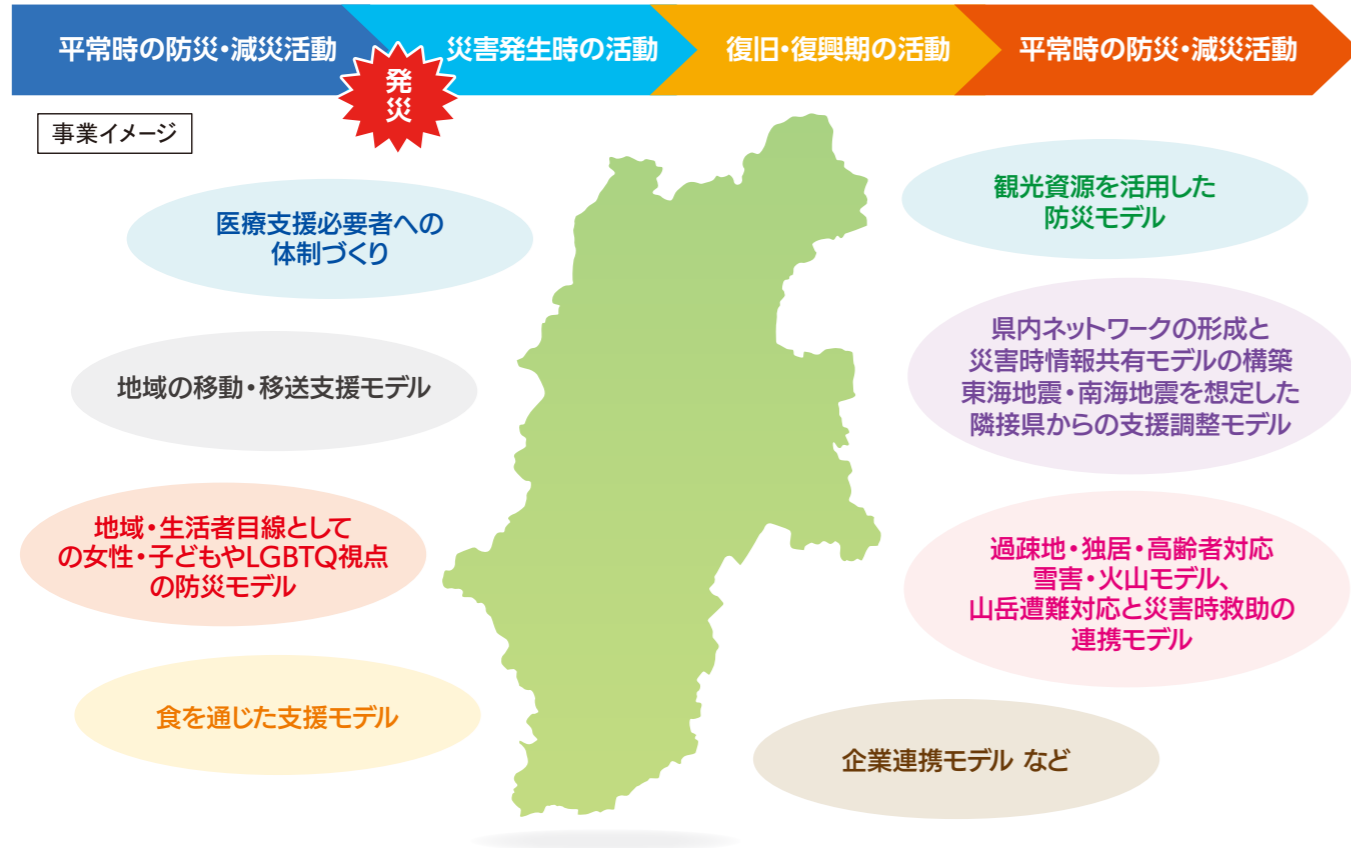 平常時の防災・減災活動
発災
災害発生時の活動
復旧・復興期の活動
平常時の防災・減災活動
事業イメージ
医療支援必要者への
体制づくり
地域の移動・移送支援モデル
地域・生活者目線として
の女性・子どもやLGBTQ視点
の防災モデル
食を通じた支援モデル
観光資源を活用した
防災モデル
県内ネットワークの形成と
災害時情報共有モデルの構築
東海地震・南海地震を想定した
隣接県からの支援調整モデル
過疎地・独居・高齢者対応
雪害・火山モデル、
山岳遭難対応と災害時救助の
連携モデル
企業連携モデル など